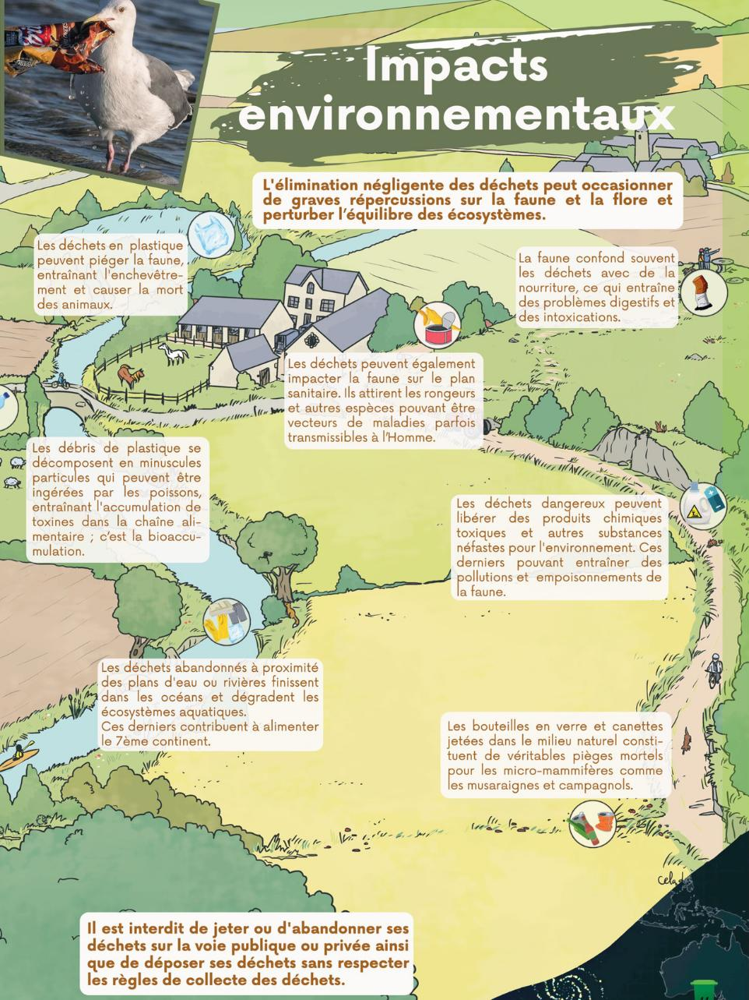 Impacts
environnementaux
L'élimination négligente des déchets peut occasionner
de graves répercussions sur la faune et la flore et
perturber l’équilibre des écosystèmes.
Les déchets en plastique
peuvent piéger la faune,
entraînant l'enchevêtre-
ment et causer la mort
des animaux.
La faune confond souvent
les déchets avec de la
nourriture, ce qui entraîne
des problèmes digestifs et
des intoxications.
Les déchets peuvent également
impacter la faune sur le plan
sanitaire. Ils attirent les rongeurs
et autres espèces pouvant être
vecteurs de maladies parfois
transmissibles à l’Homme.
Les débris de plastique se
décomposent en minuscules
particules qui peuvent être
ingérées par les poissons,
entraînant l'accumulation de
toxines dans la chaîne ali-
mentaire ; c’est la bioaccu-
mulation.
Les déchets dangereux peuvent
libérer des produits chimiques
toxiques et autres substances
néfastes pour l'environnement. Ces
derniers pouvant entraîner des
pollutions et empoisonnements de
la faune.
Les déchets abandonnés à proximité
des plans d'eau ou rivières finissent
dans les océans et dégradent les
écosystèmes aquatiques.
Ces derniers contribuent à alimenter
le 7ème continent.
Les bouteilles en verre et canettes
jetées dans le milieu naturel consti-
tuent de véritables pièges mortels
pour les micro-mammifères comme
les musaraignes et campagnols.
Il est interdit de jeter ou d'abandonner ses
déchets sur la voie publique ou privée ainsi
que de déposer ses déchets sans respecter
les règles de collecte des déchets.